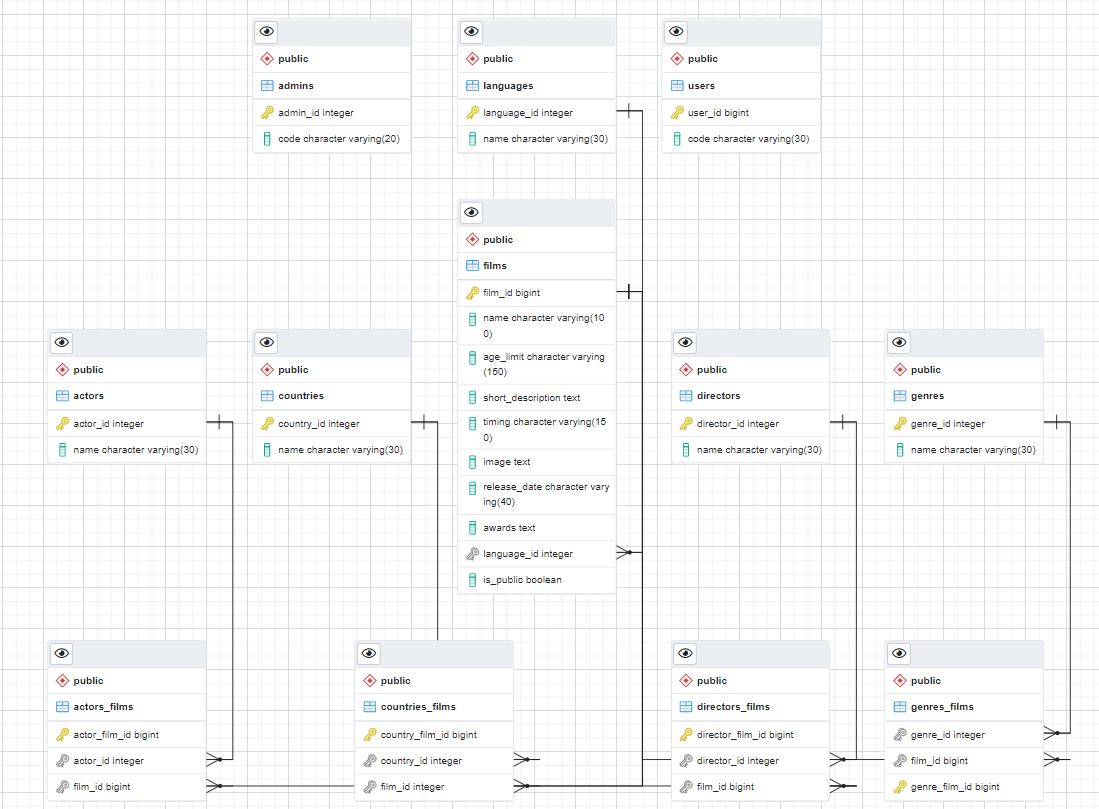 public
admins
admin_id integer
code character varying(20)
public
languages
language_id integer
name character varying(30)
public
users
user_id bigint
code character varying(30)
public
films
film_id bigint
name character varying(10
0)
age_limit character varying
(150)
short_description text
timing character varying(15
0)
image text
release_date character vary
ing(40)
awards text
language_id integer
is_public boolean
public
actors
actor_id integer
name character varying(30)
public
countries
country_id integer
name character varying(30)
public
directors
director_id integer
name character varying(30)
public
genres
genre_id integer
name character varying(30)
public
actors_films
actor_film_id bigint
actor_id integer
film_id bigint
public
countries_films
country_film_id bigint
country_id integer
film_id integer
public
directors_films
director_film_id bigint
director_id integer
film_id bigint
public
genres_films
genre_id integer
film_id bigint
genre_film_id bigint